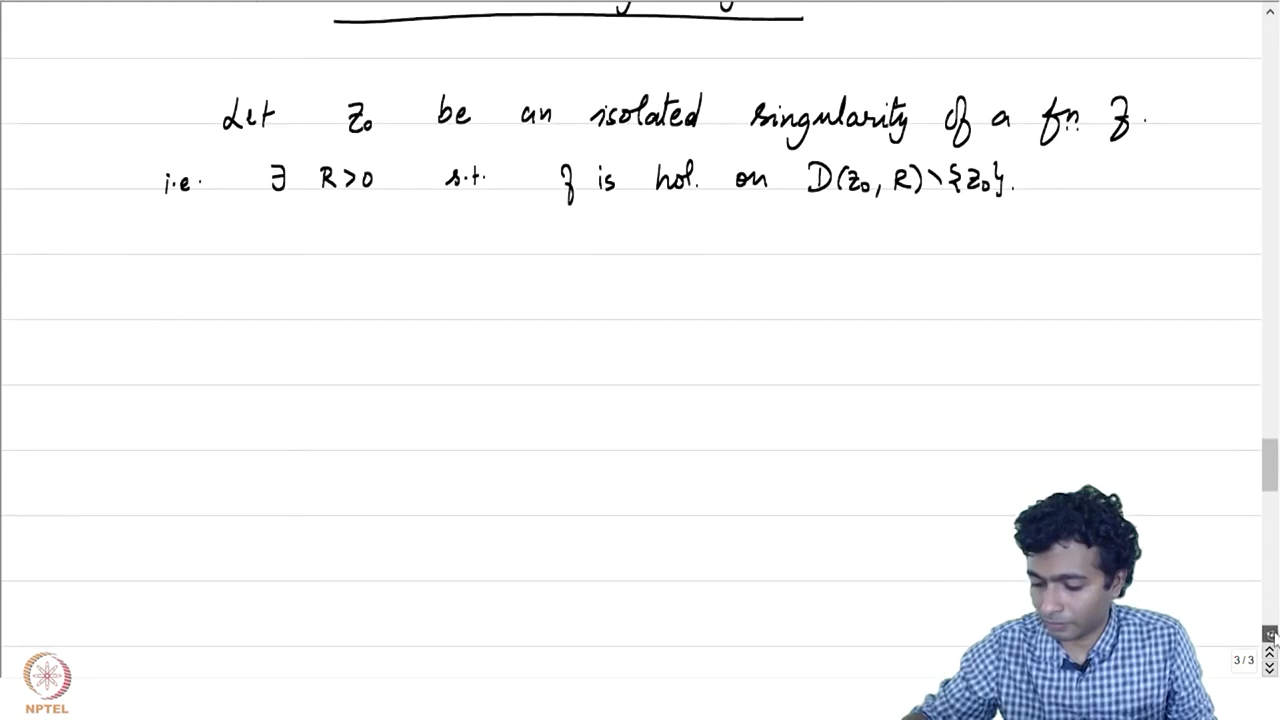 Let z₀ be an isolated singularity of a fn. f.
i.e. ∃ R>0 s.t. f is hol. on D(z₀, R)∖{z₀}.
3/3
NPTEL